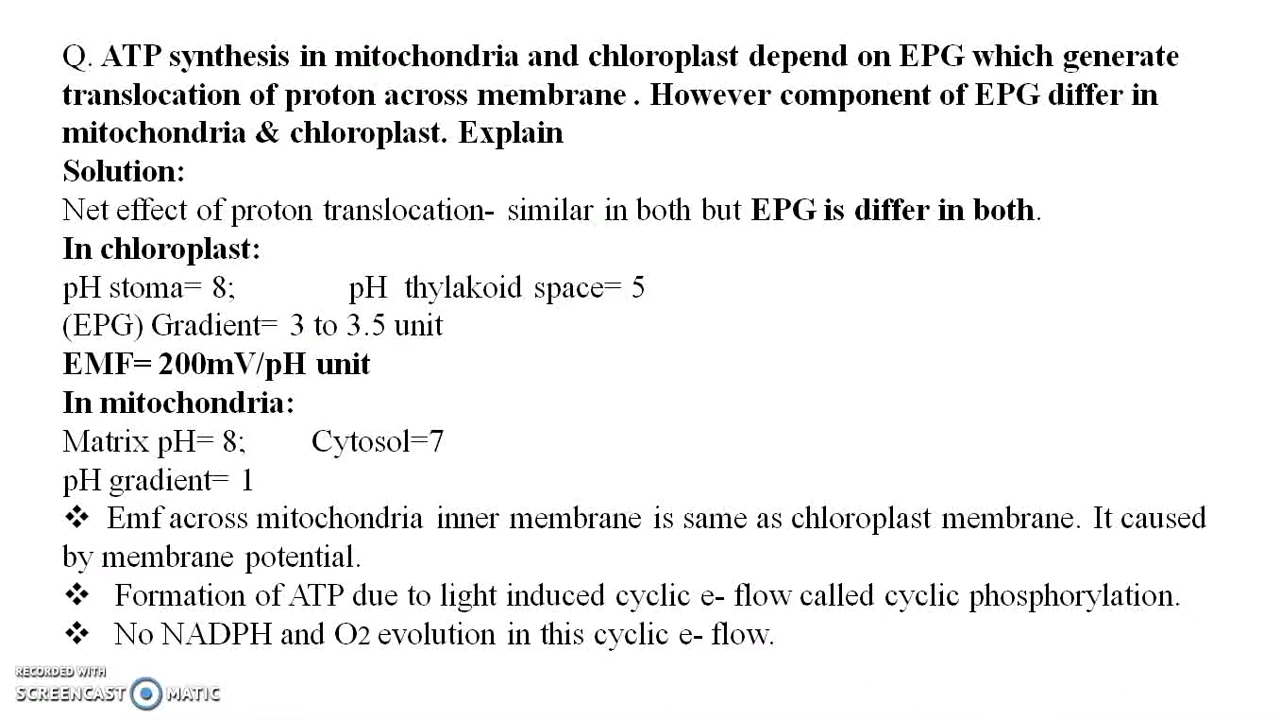 Q. ATP synthesis in mitochondria and chloroplast depend on EPG which generate
translocation of proton across membrane . However component of EPG differ in
mitochondria & chloroplast. Explain
Solution:
Net effect of proton translocation- similar in both but EPG is differ in both.
In chloroplast:
pH stoma= 8; pH thylakoid space= 5
(EPG) Gradient= 3 to 3.5 unit
EMF= 200mV/pH unit
In mitochondria:
Matrix pH= 8; Cytosol=7
pH gradient= 1
❖ Emf across mitochondria inner membrane is same as chloroplast membrane. It caused
by membrane potential.
❖ Formation of ATP due to light induced cyclic e- flow called cyclic phosphorylation.
❖ No NADPH and O2 evolution in this cyclic e- flow.
RECORDED WITH
SCREENCAST MATIC